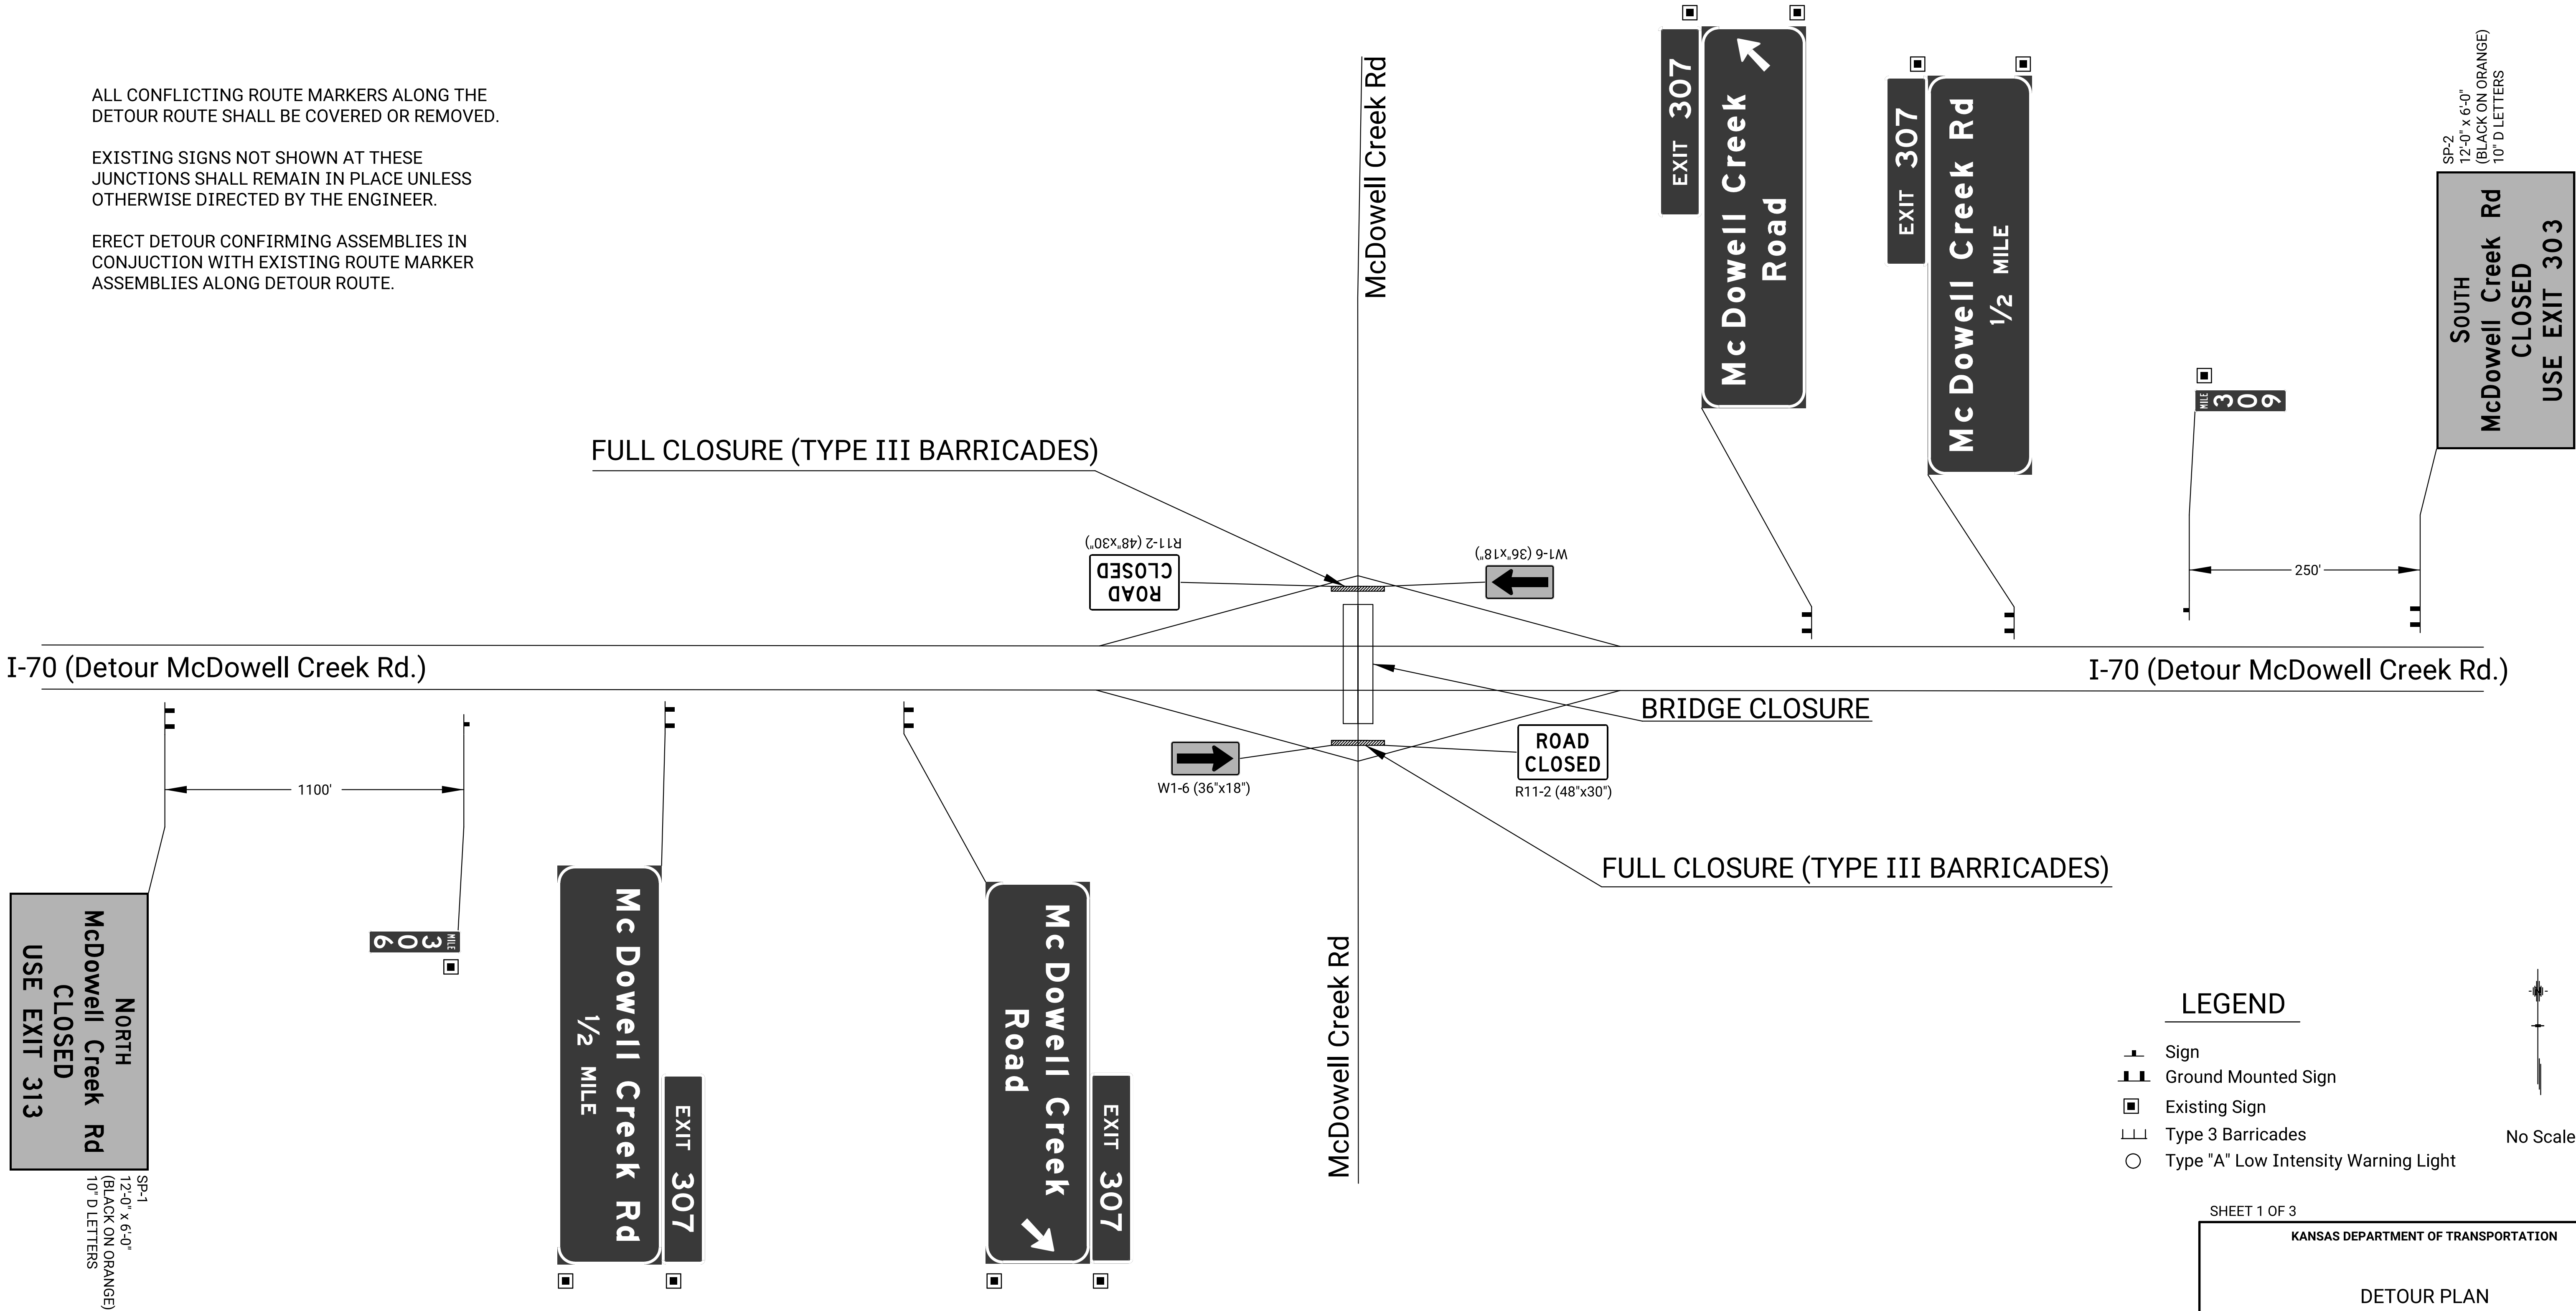 ALL CONFLICTING ROUTE MARKERS ALONG THE
DETOUR ROUTE SHALL BE COVERED OR REMOVED.
EXISTING SIGNS NOT SHOWN AT THESE
JUNCTIONS SHALL REMAIN IN PLACE UNLESS
OTHERWISE DIRECTED BY THE ENGINEER.
ERECT DETOUR CONFIRMING ASSEMBLIES IN
CONJUCTION WITH EXISTING ROUTE MARKER
ASSEMBLIES ALONG DETOUR ROUTE.
McDowell Creek Rd
EXIT 307
McDowell Creek
Road
EXIT 307
McDowell Creek Rd
1/2 MILE
MILE
309
SP-2
12'-0" x 6'-0"
(BLACK ON ORANGE)
10" D LETTERS
SOUTH
McDowell Creek Rd
CLOSED
USE EXIT 303
FULL CLOSURE (TYPE III BARRICADES)
R11-2 (48"x30")
ROAD
CLOSED
W1-6 (36"x18")
250'
I-70 (Detour McDowell Creek Rd.)
I-70 (Detour McDowell Creek Rd.)
BRIDGE CLOSURE
1100'
W1-6 (36"x18")
ROAD
CLOSED
R11-2 (48"x30")
FULL CLOSURE (TYPE III BARRICADES)
NORTH
McDowell Creek Rd
CLOSED
USE EXIT 313
SP-1
12'-0" x 6'-0"
(BLACK ON ORANGE)
10" D LETTERS
MILE
306
McDowell Creek Rd
1/2 MILE
EXIT 307
McDowell Creek
Road
EXIT 307
McDowell Creek Rd
LEGEND
Sign
Ground Mounted Sign
Existing Sign
Type 3 Barricades
Type "A" Low Intensity Warning Light
N
No Scale
SHEET 1 OF 3
KANSAS DEPARTMENT OF TRANSPORTATION
DETOUR PLAN